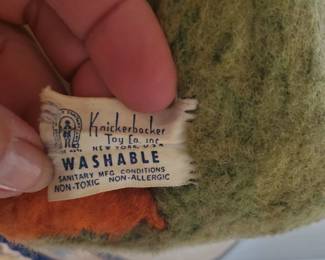 Knickerbocker
Toy Co. Inc
NEW YORK U.S.A
WASHABLE
SANITARY MFG CONDITIONS
NON-TOXIC NON-ALLERGIC